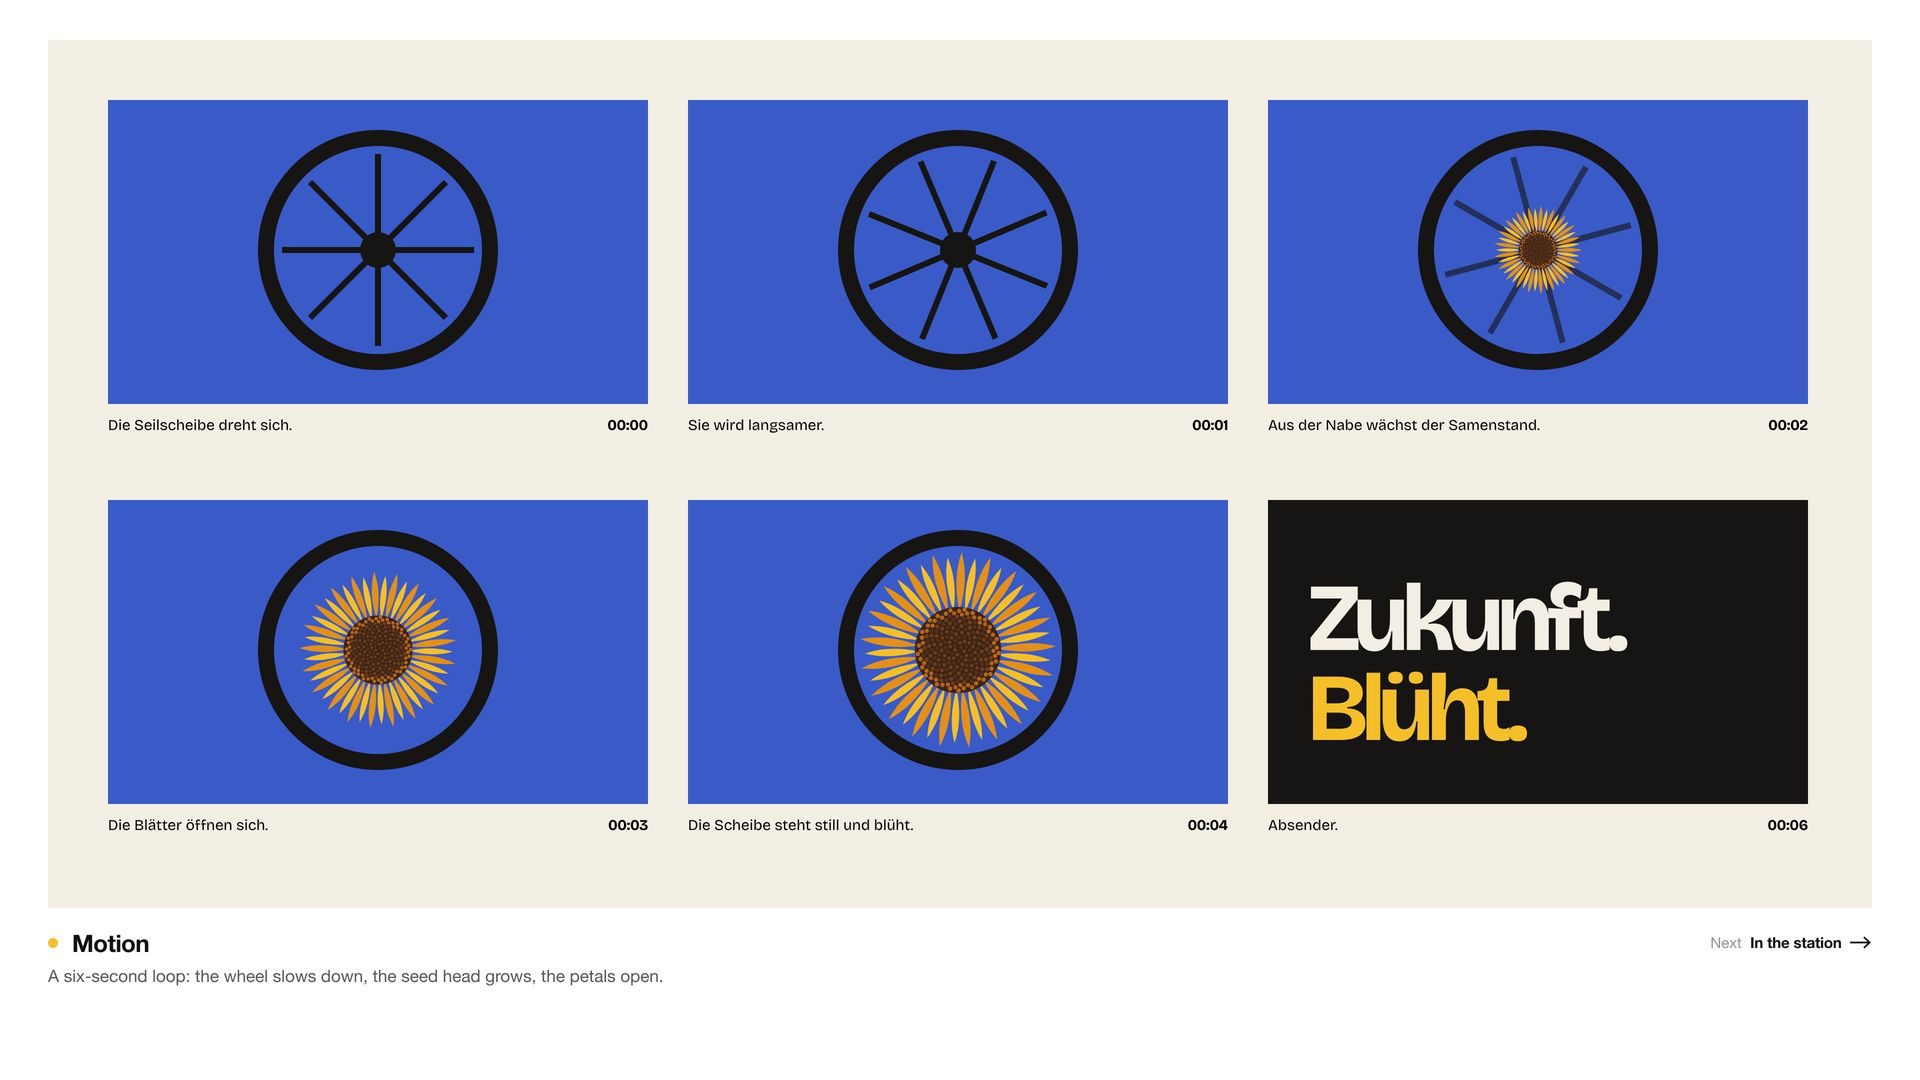 Die Seilscheibe dreht sich. 00:00
Sie wird langsamer. 00:01
Aus der Nabe wächst der Samenstand. 00:02
Die Blätter öffnen sich. 00:03
Die Scheibe steht still und blüht. 00:04
Zukunft.
Blüht.
Absender. 00:06
Motion
Next In the station →
A six-second loop: the wheel slows down, the seed head grows, the petals open.